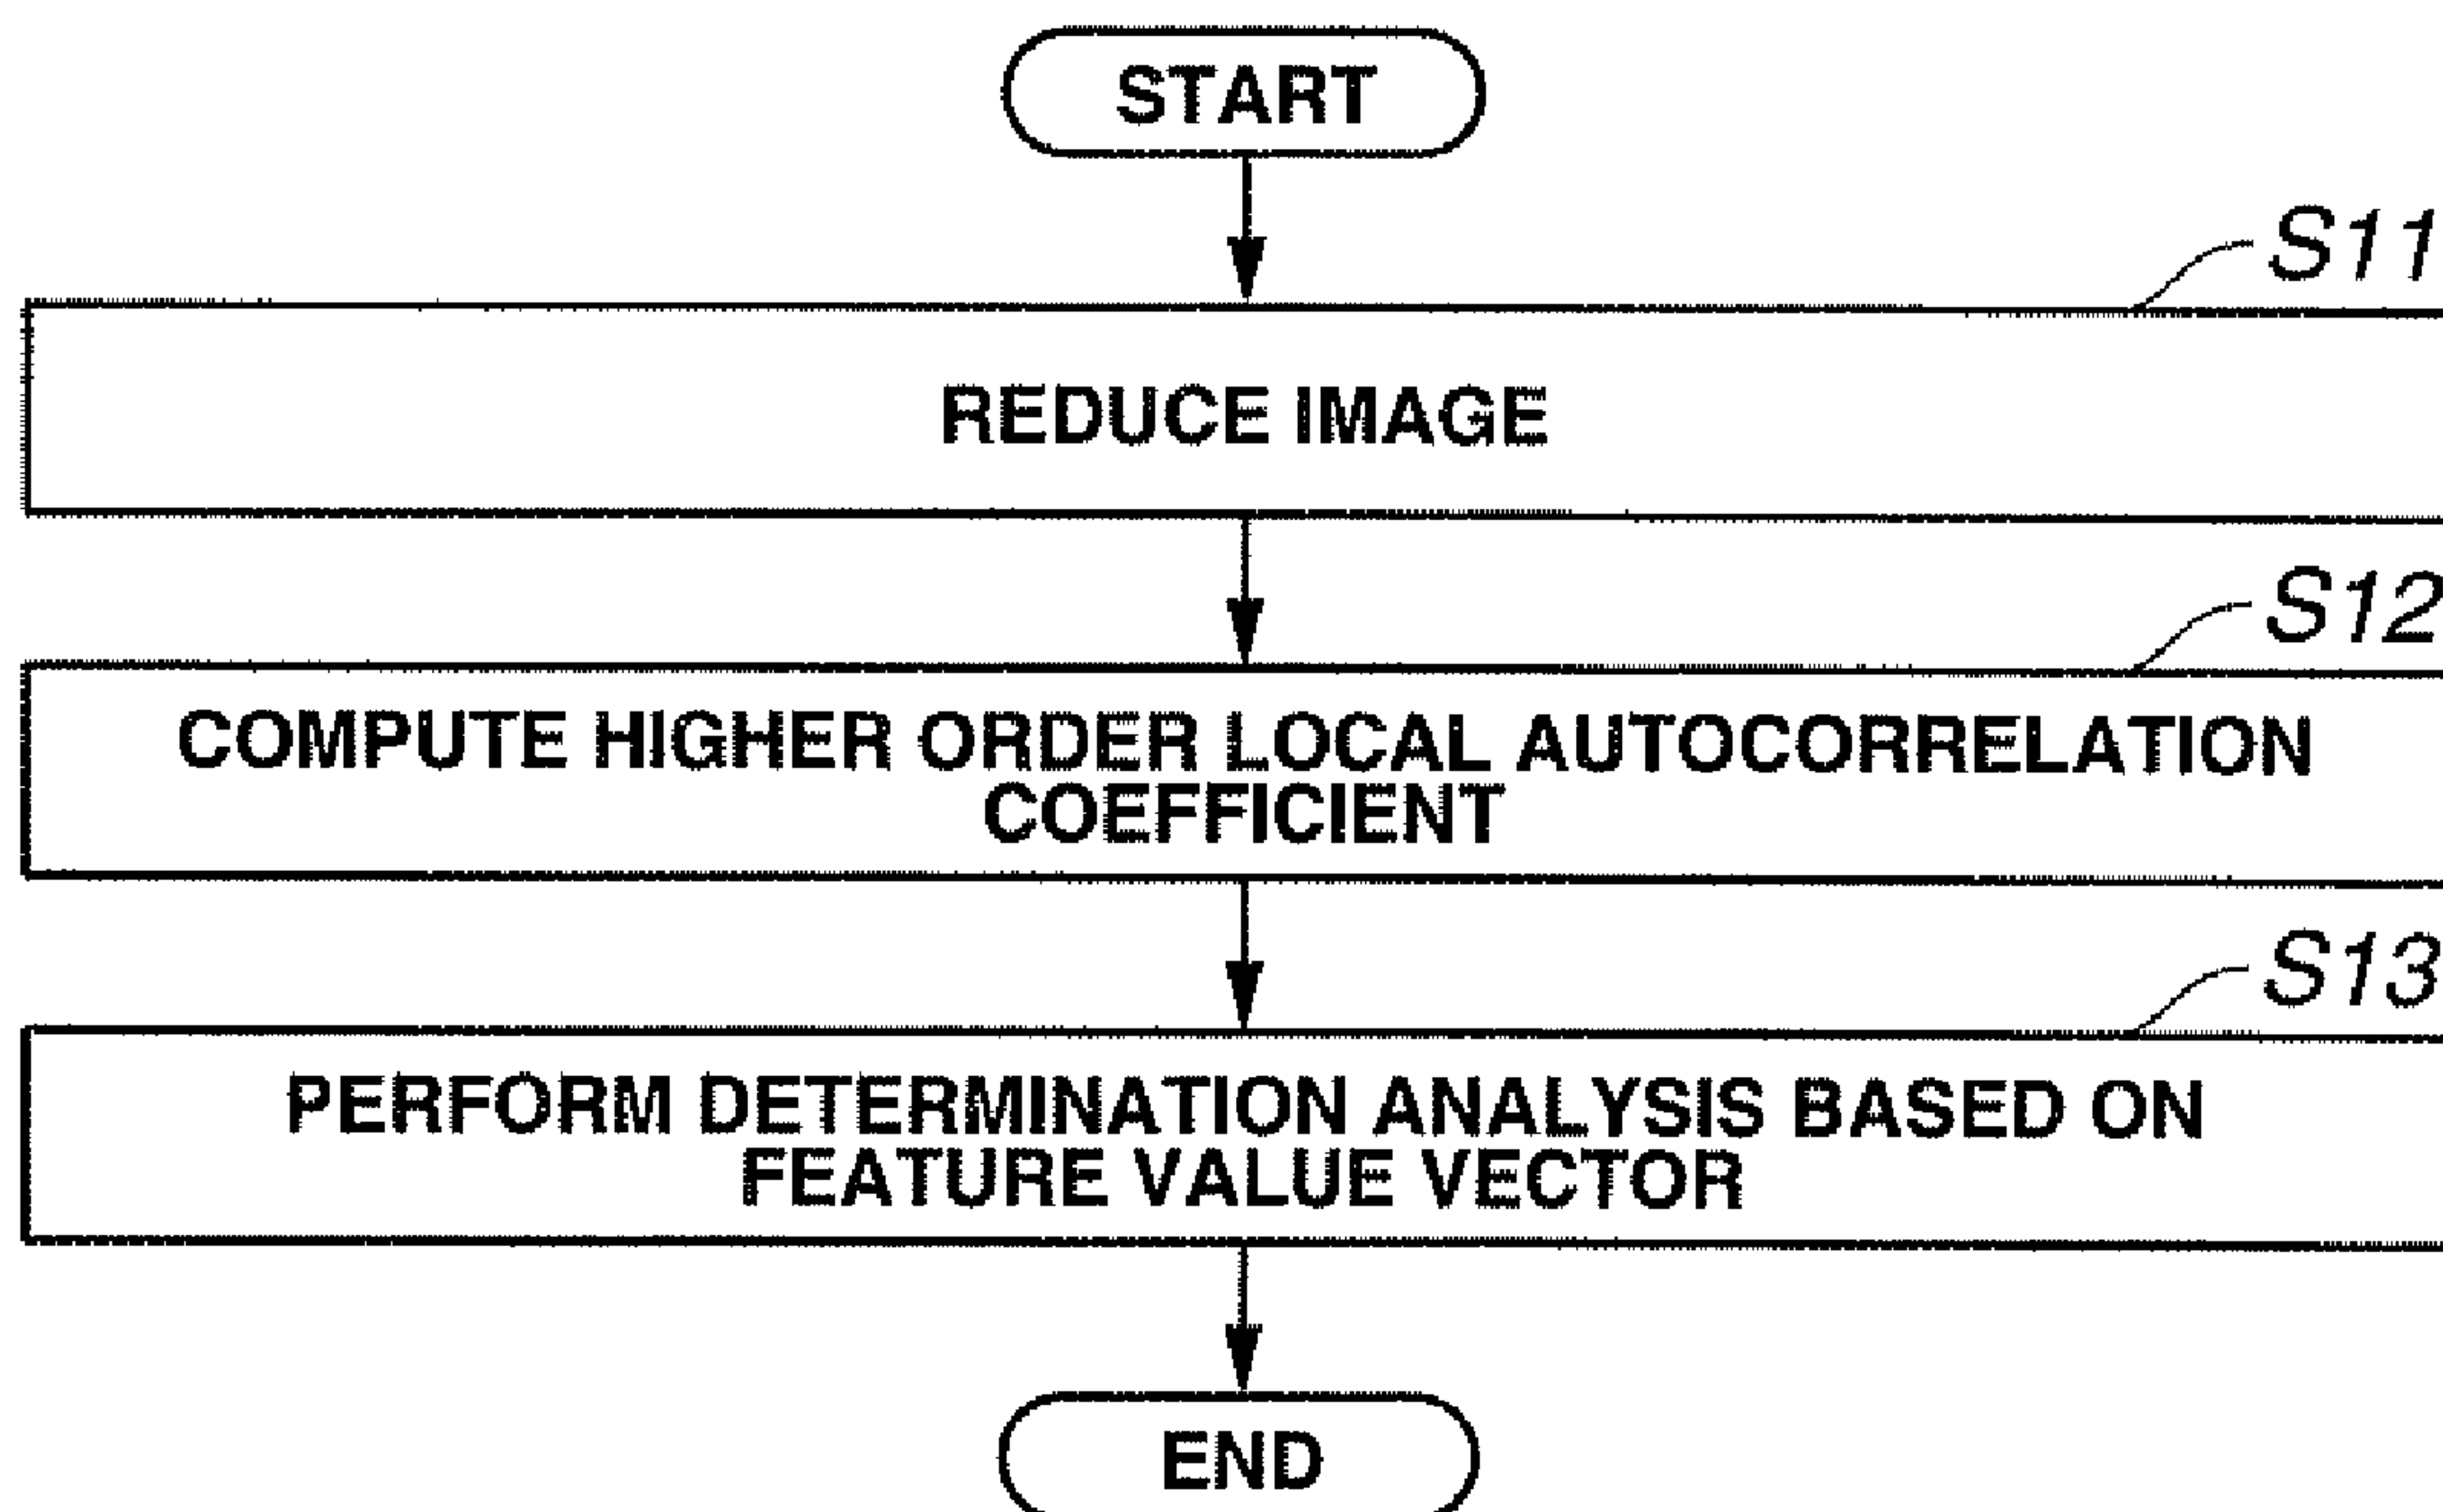 START
S11
REDUCE IMAGE
S12
COMPUTE HIGHER ORDER LOCAL AUTOCORRELATION
COEFFICIENT
S13
PERFORM DETERMINATION ANALYSIS BASED ON
FEATURE VALUE VECTOR
END